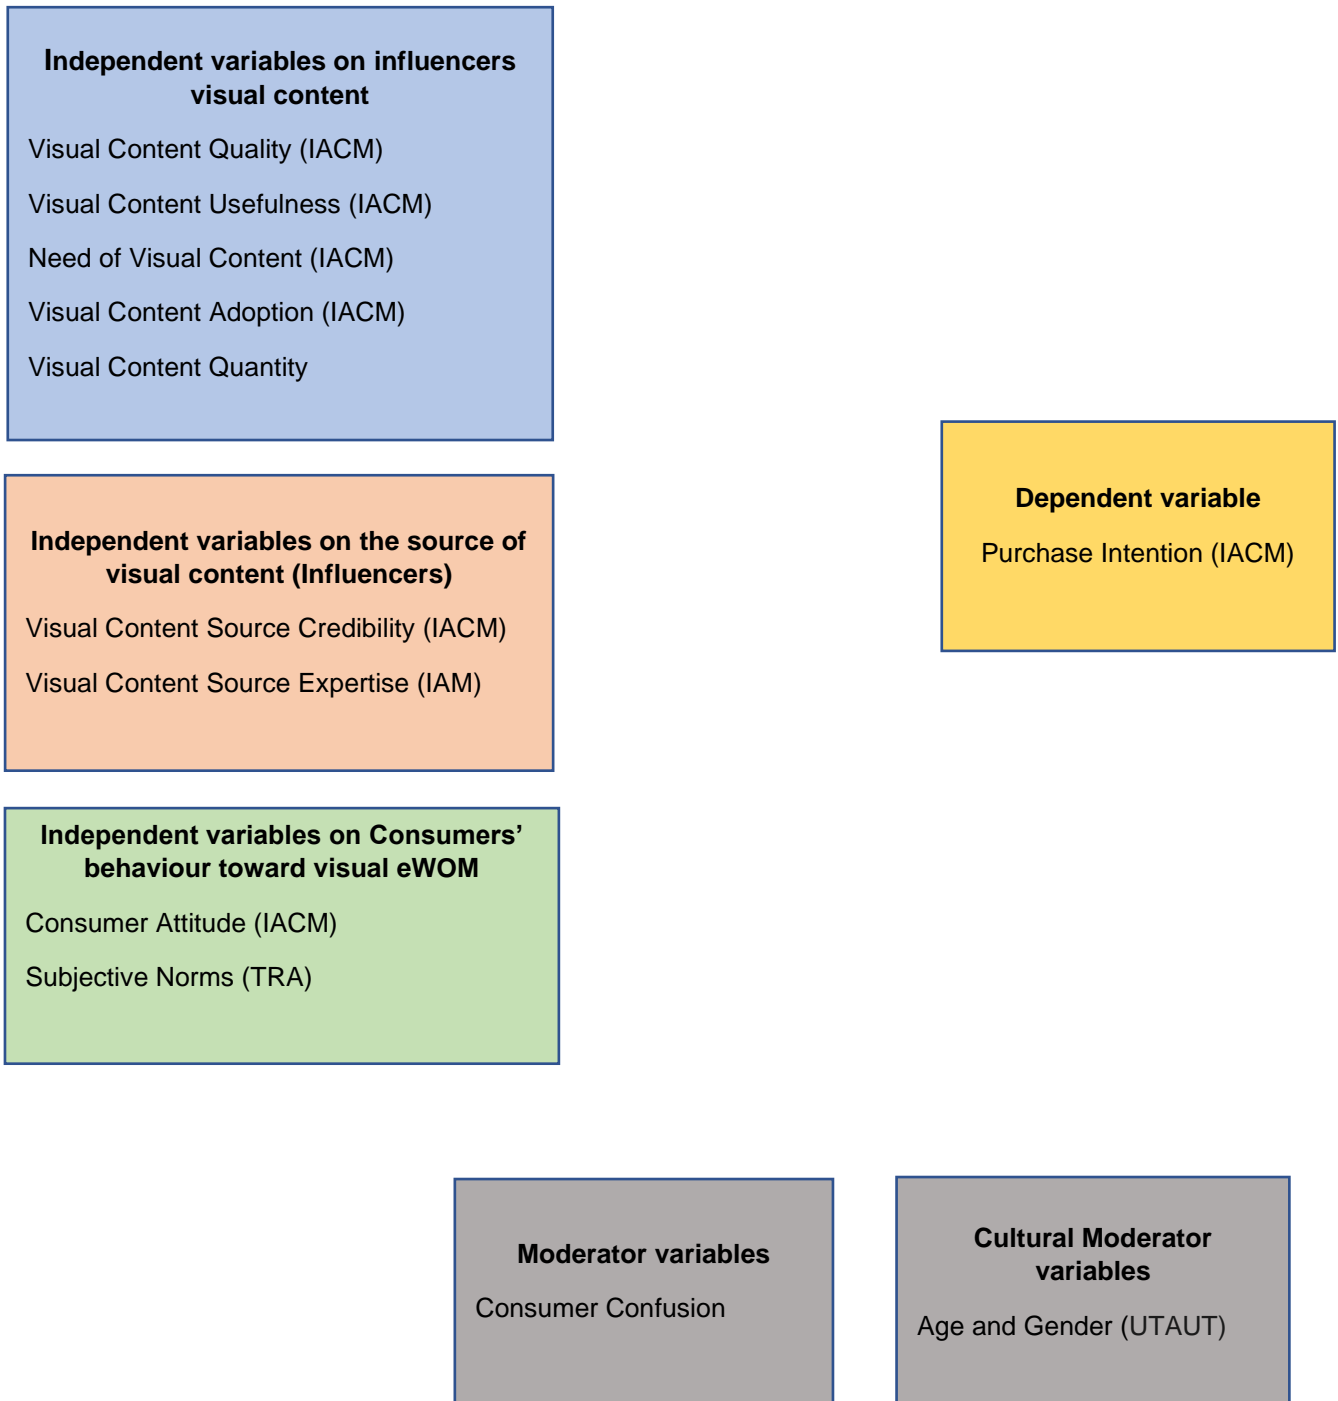 Independent variables on influencers
visual content
Visual Content Quality (IACM)
Visual Content Usefulness (IACM)
Need of Visual Content (IACM)
Visual Content Adoption (IACM)
Visual Content Quantity
Independent variables on the source of
visual content (Influencers)
Visual Content Source Credibility (IACM)
Visual Content Source Expertise (IAM)
Independent variables on Consumers’
behaviour toward visual eWOM
Consumer Attitude (IACM)
Subjective Norms (TRA)
Dependent variable
Purchase Intention (IACM)
Moderator variables
Consumer Confusion
Cultural Moderator
variables
Age and Gender (UTAUT)